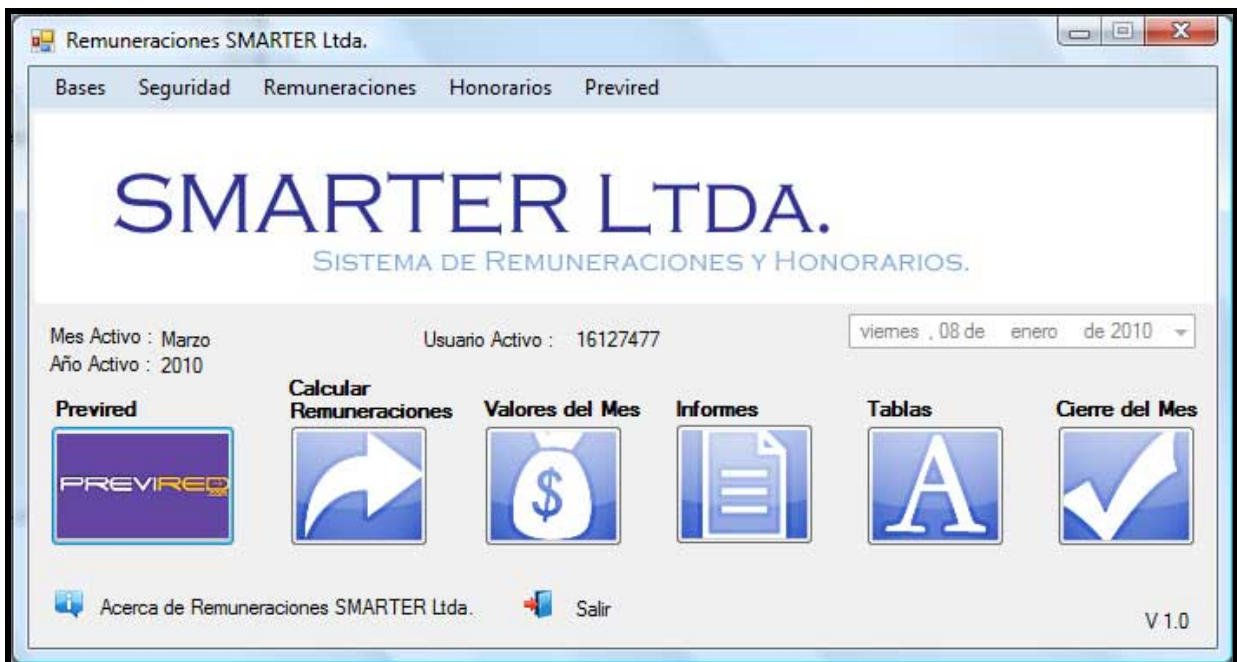 Remuneraciones SMARTER Ltda.
Bases Seguridad Remuneraciones Honorarios Previred
SMARTER LTDA.
SISTEMA DE REMUNERACIONES Y HONORARIOS.
Mes Activo : Marzo
Año Activo : 2010
Usuario Activo : 16127477
viernes , 08 de enero de 2010
Previred
Calcular
Remuneraciones
Valores del Mes
Informes
Tablas
Cierre del Mes
PREVIRED
$
A
Acerca de Remuneraciones SMARTER Ltda.
Salir
V 1.0